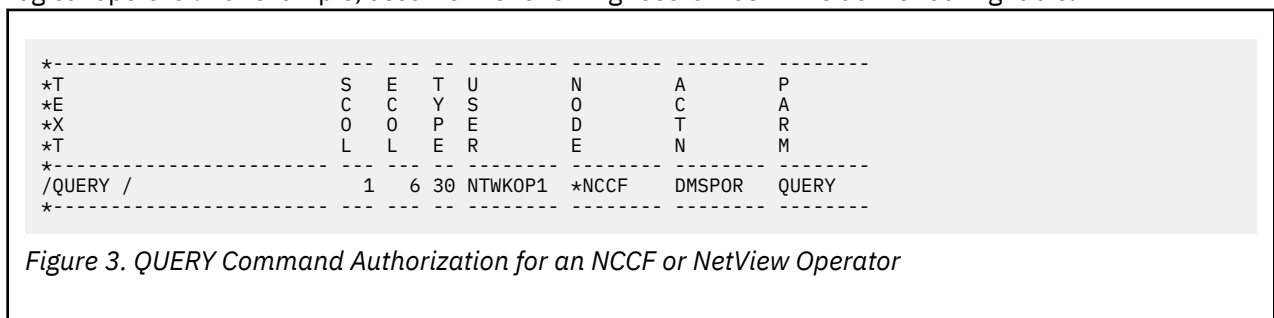 *------------------------ --- --- -- -------- -------- -------- --------
*T                         S   E   T  U        N        A        P
*E                         C   C   Y  S        O        C        A
*X                         O   O   P  E        D        T        R
*T                         L   L   E  R        E        N        M
*------------------------ --- --- -- -------- -------- -------- --------
/QUERY /                     1   6 30 NTWKOP1  *NCCF    DMSPOR   QUERY
*------------------------ --- --- -- -------- -------- -------- --------
Figure 3. QUERY Command Authorization for an NCCF or NetView Operator